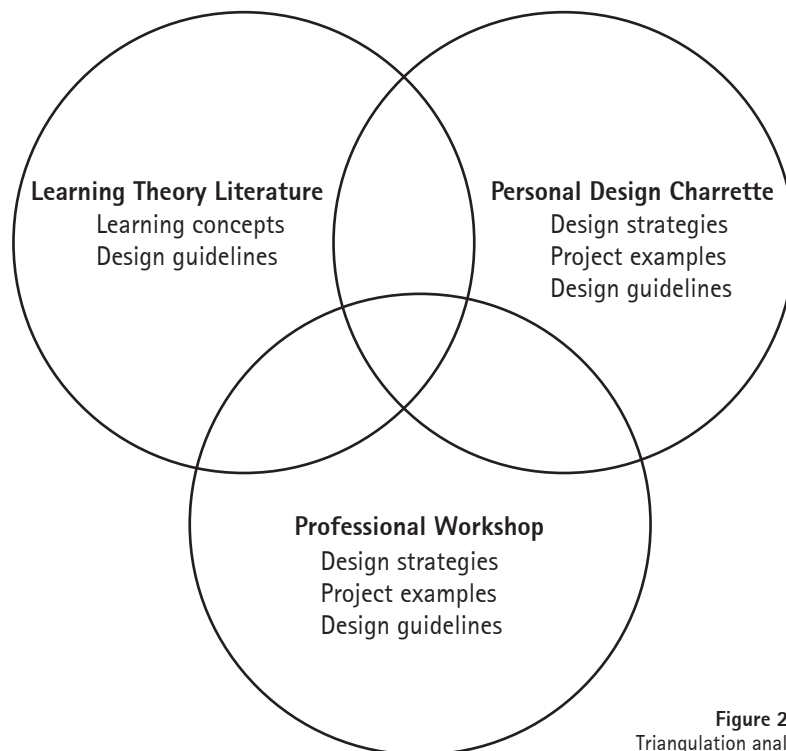 Learning Theory Literature
Learning concepts
Design guidelines
Personal Design Charrette
Design strategies
Project examples
Design guidelines
Professional Workshop
Design strategies
Project examples
Design guidelines
Figure 2
Triangulation anal